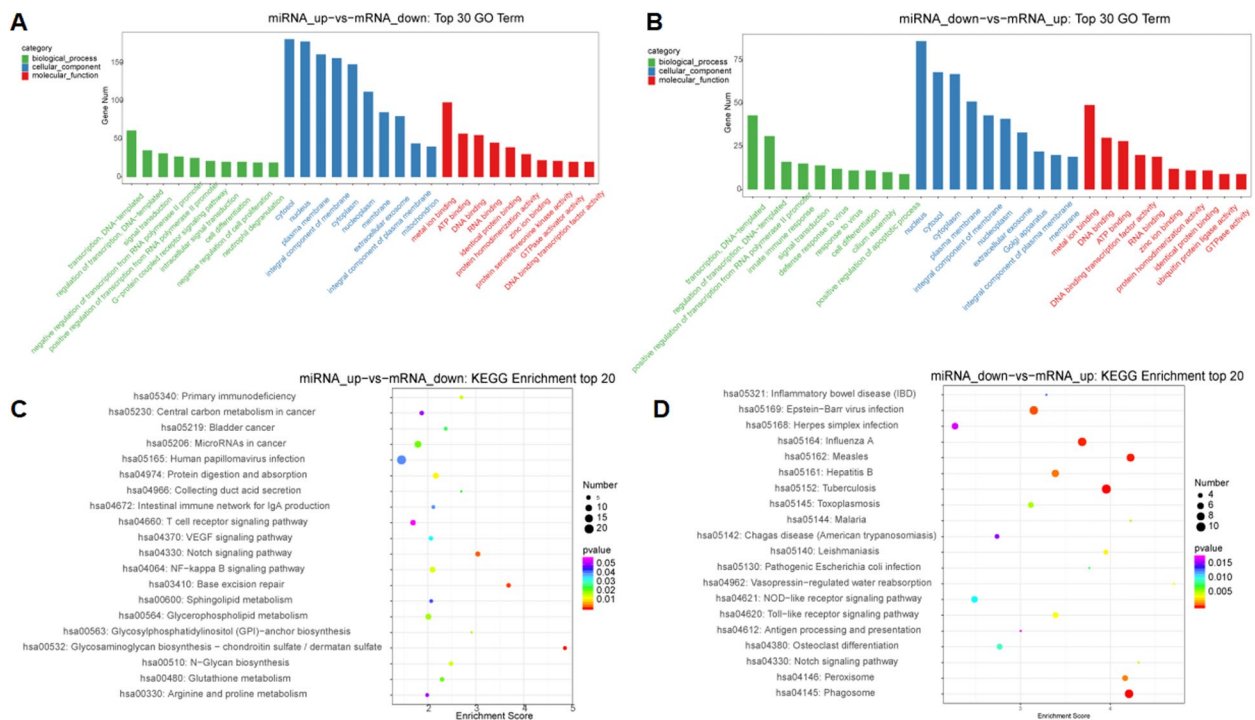 A
miRNA_up-vs-mRNA_down: Top 30 GO Term
category
biological_process
cellular_component
molecular_function
Gene Num
150
100
50
0
transcription, DNA-templated
regulation of transcription, DNA-templated
signal transduction
negative regulation of transcription from RNA polymerase II promoter
positive regulation of transcription from RNA polymerase II promoter
G-protein coupled receptor signaling pathway
intracellular signal transduction
cell differentiation
negative regulation of cell proliferation
neutrophil degranulation
cytosol
nucleus
plasma membrane
integral component of membrane
cytoplasm
nucleoplasm
membrane
extracellular exosome
integral component of plasma membrane
mitochondrion
metal ion binding
ATP binding
DNA binding
RNA binding
identical protein binding
protein homodimerization activity
zinc ion binding
protein serine/threonine kinase activity
GTPase activator activity
DNA binding transcription factor activity
B
miRNA_down-vs-mRNA_up: Top 30 GO Term
category
biological_process
cellular_component
molecular_function
Gene Num
75
50
25
0
transcription, DNA-templated
regulation of transcription, DNA-templated
positive regulation of transcription from RNA polymerase II promoter
innate immune response
signal transduction
defense response to virus
response to virus
cell differentiation
cilium assembly
positive regulation of apoptotic process
nucleus
cytosol
cytoplasm
plasma membrane
integral component of membrane
nucleoplasm
extracellular exosome
Golgi apparatus
integral component of plasma membrane
membrane
metal ion binding
DNA binding
ATP binding
DNA binding transcription factor activity
RNA binding
zinc ion binding
protein homodimerization activity
identical protein binding
ubiquitin protein ligase activity
GTPase activity
C
miRNA_up-vs-mRNA_down: KEGG Enrichment top 20
hsa05340: Primary immunodeficiency
hsa05230: Central carbon metabolism in cancer
hsa05219: Bladder cancer
hsa05206: MicroRNAs in cancer
hsa05165: Human papillomavirus infection
hsa04974: Protein digestion and absorption
hsa04966: Collecting duct acid secretion
hsa04672: Intestinal immune network for IgA production
hsa04660: T cell receptor signaling pathway
hsa04370: VEGF signaling pathway
hsa04330: Notch signaling pathway
hsa04064: NF-kappa B signaling pathway
hsa03410: Base excision repair
hsa00600: Sphingolipid metabolism
hsa00564: Glycerophospholipid metabolism
hsa00563: Glycosylphosphatidylinositol (GPI)-anchor biosynthesis
hsa00532: Glycosaminoglycan biosynthesis - chondroitin sulfate / dermatan sulfate
hsa00510: N-Glycan biosynthesis
hsa00480: Glutathione metabolism
hsa00330: Arginine and proline metabolism
2
3
4
5
Enrichment Score
Number
5
10
15
20
pvalue
0.05
0.04
0.03
0.02
0.01
D
miRNA_down-vs-mRNA_up: KEGG Enrichment top 20
hsa05321: Inflammatory bowel disease (IBD)
hsa05169: Epstein-Barr virus infection
hsa05168: Herpes simplex infection
hsa05164: Influenza A
hsa05162: Measles
hsa05161: Hepatitis B
hsa05152: Tuberculosis
hsa05145: Toxoplasmosis
hsa05144: Malaria
hsa05142: Chagas disease (American trypanosomiasis)
hsa05140: Leishmaniasis
hsa05130: Pathogenic Escherichia coli infection
hsa04962: Vasopressin-regulated water reabsorption
hsa04621: NOD-like receptor signaling pathway
hsa04620: Toll-like receptor signaling pathway
hsa04612: Antigen processing and presentation
hsa04380: Osteoclast differentiation
hsa04330: Notch signaling pathway
hsa04146: Peroxisome
hsa04145: Phagosome
3
4
Enrichment Score
Number
4
6
8
10
pvalue
0.015
0.010
0.005